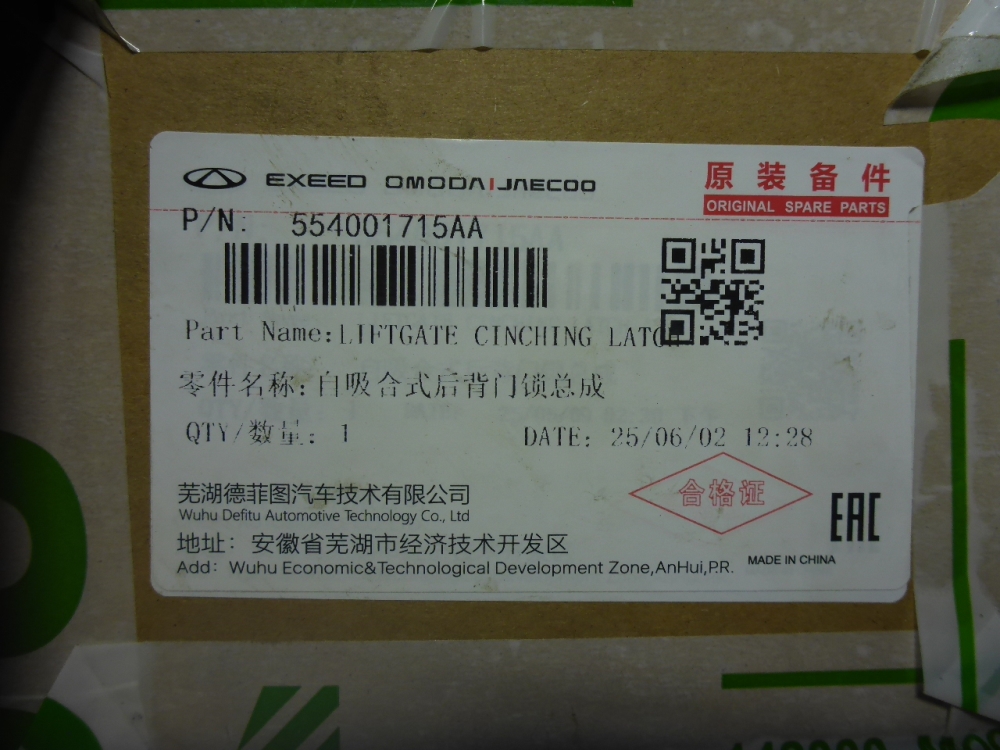 EXEED OMODA|JAECOO
原装备件
ORIGINAL SPARE PARTS
P/N: 554001715AA
Part Name:LIFTGATE CINCHING LATCH
零件名称:自吸合式后背门锁总成
QTY/数量: 1
DATE: 25/06/02 12:28
芜湖德菲图汽车技术有限公司
Wuhu Defitu Automotive Technology Co., Ltd
合格证
EAC
地址: 安徽省芜湖市经济技术开发区
Add: Wuhu Economic&Technological Development Zone,AnHui,P.R.
MADE IN CHINA